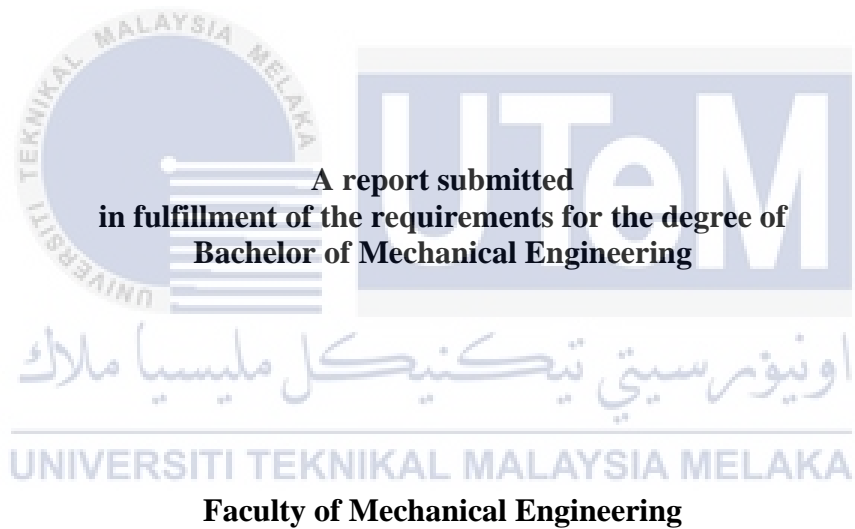 UNIVERSITI TEKNIKAL MALAYSIA MELAKA
UTeM
A report submitted
in fulfillment of the requirements for the degree of
Bachelor of Mechanical Engineering
اونيۏرسيتي تيكنيكل مليسيا ملاك
UNIVERSITI TEKNIKAL MALAYSIA MELAKA
Faculty of Mechanical Engineering